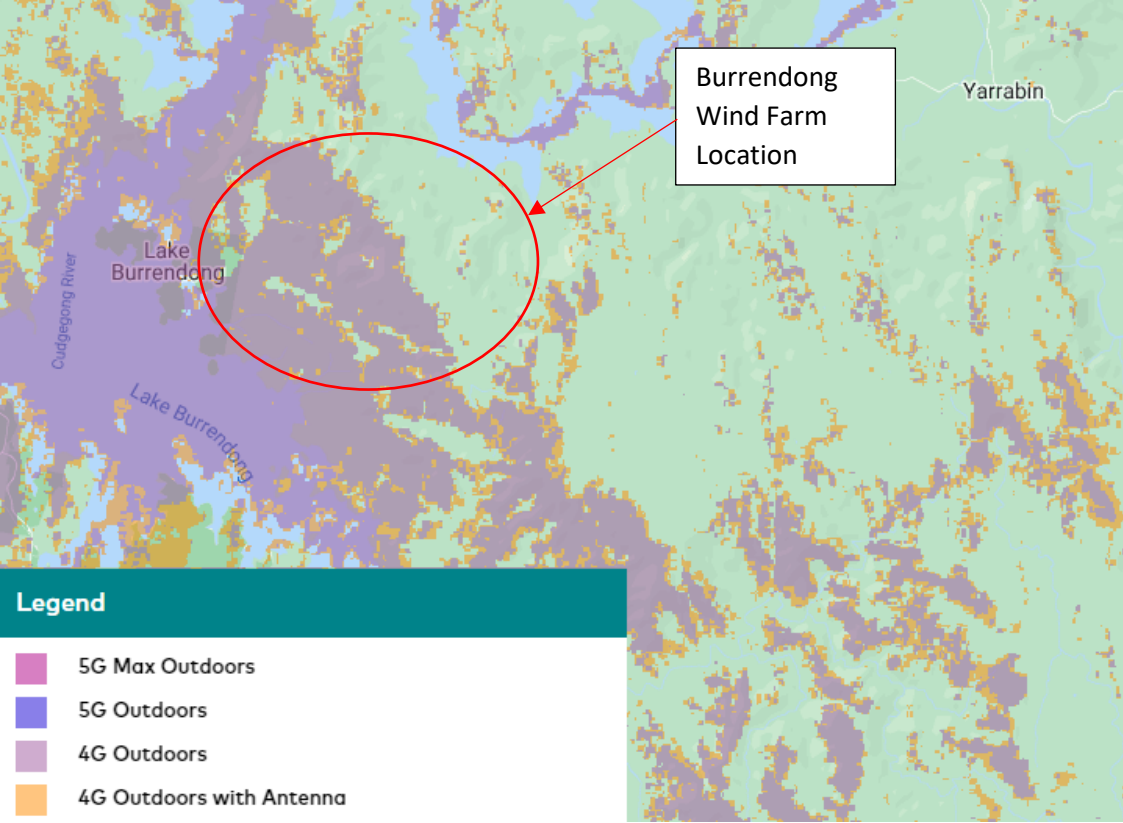 Burrendong
Wind Farm
Location
Yarrabin
Lake
Burrendong
Cudgegong River
Lake Burrendong
Legend
5G Max Outdoors
5G Outdoors
4G Outdoors
4G Outdoors with Antenna